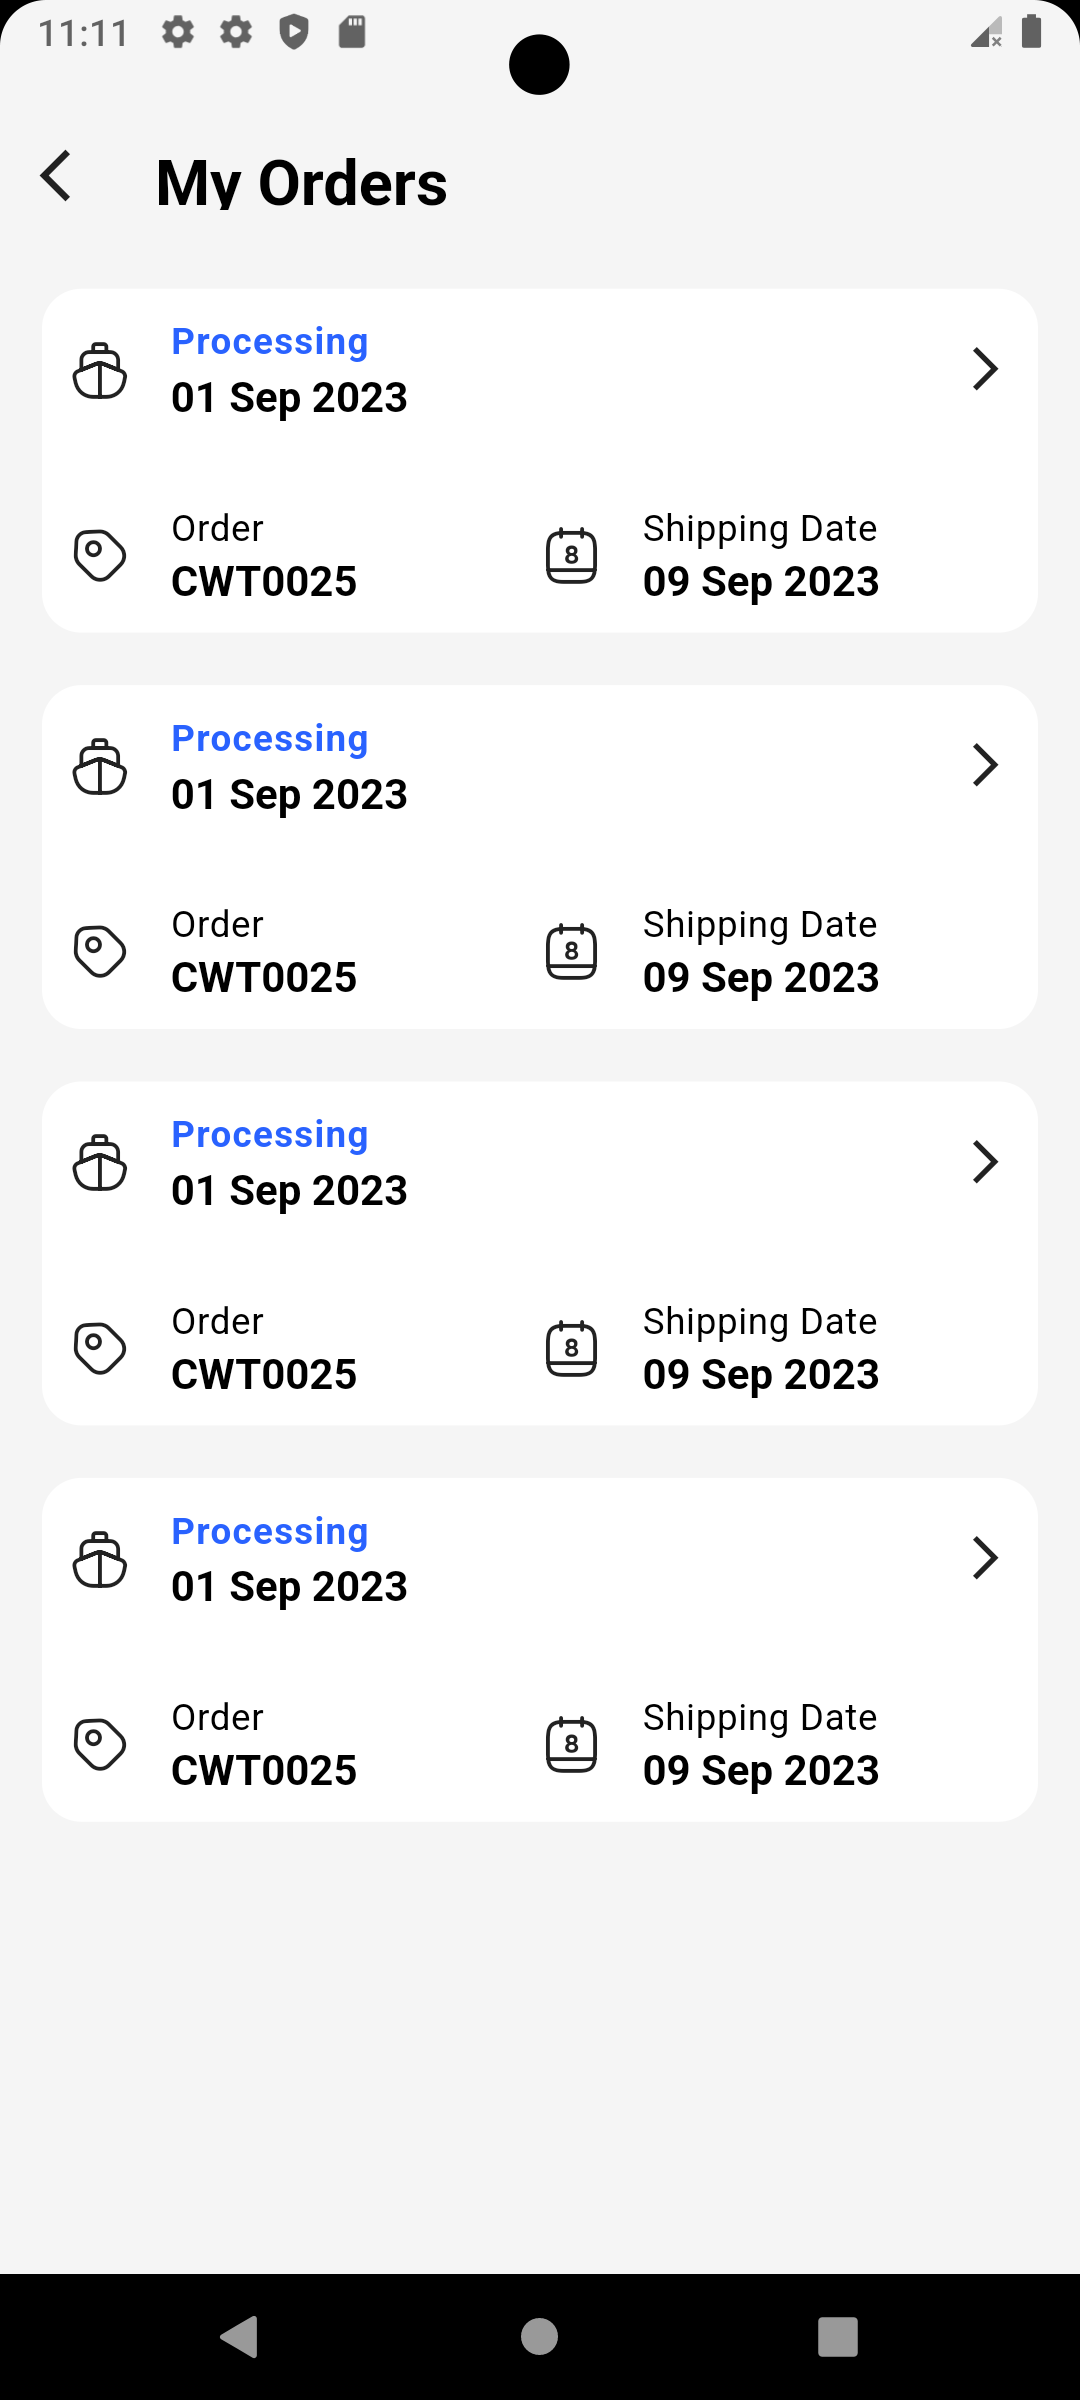 11:11
My Orders
Processing
01 Sep 2023
Order
CWT0025
8
Shipping Date
09 Sep 2023
Processing
01 Sep 2023
Order
CWT0025
8
Shipping Date
09 Sep 2023
Processing
01 Sep 2023
Order
CWT0025
8
Shipping Date
09 Sep 2023
Processing
01 Sep 2023
Order
CWT0025
8
Shipping Date
09 Sep 2023